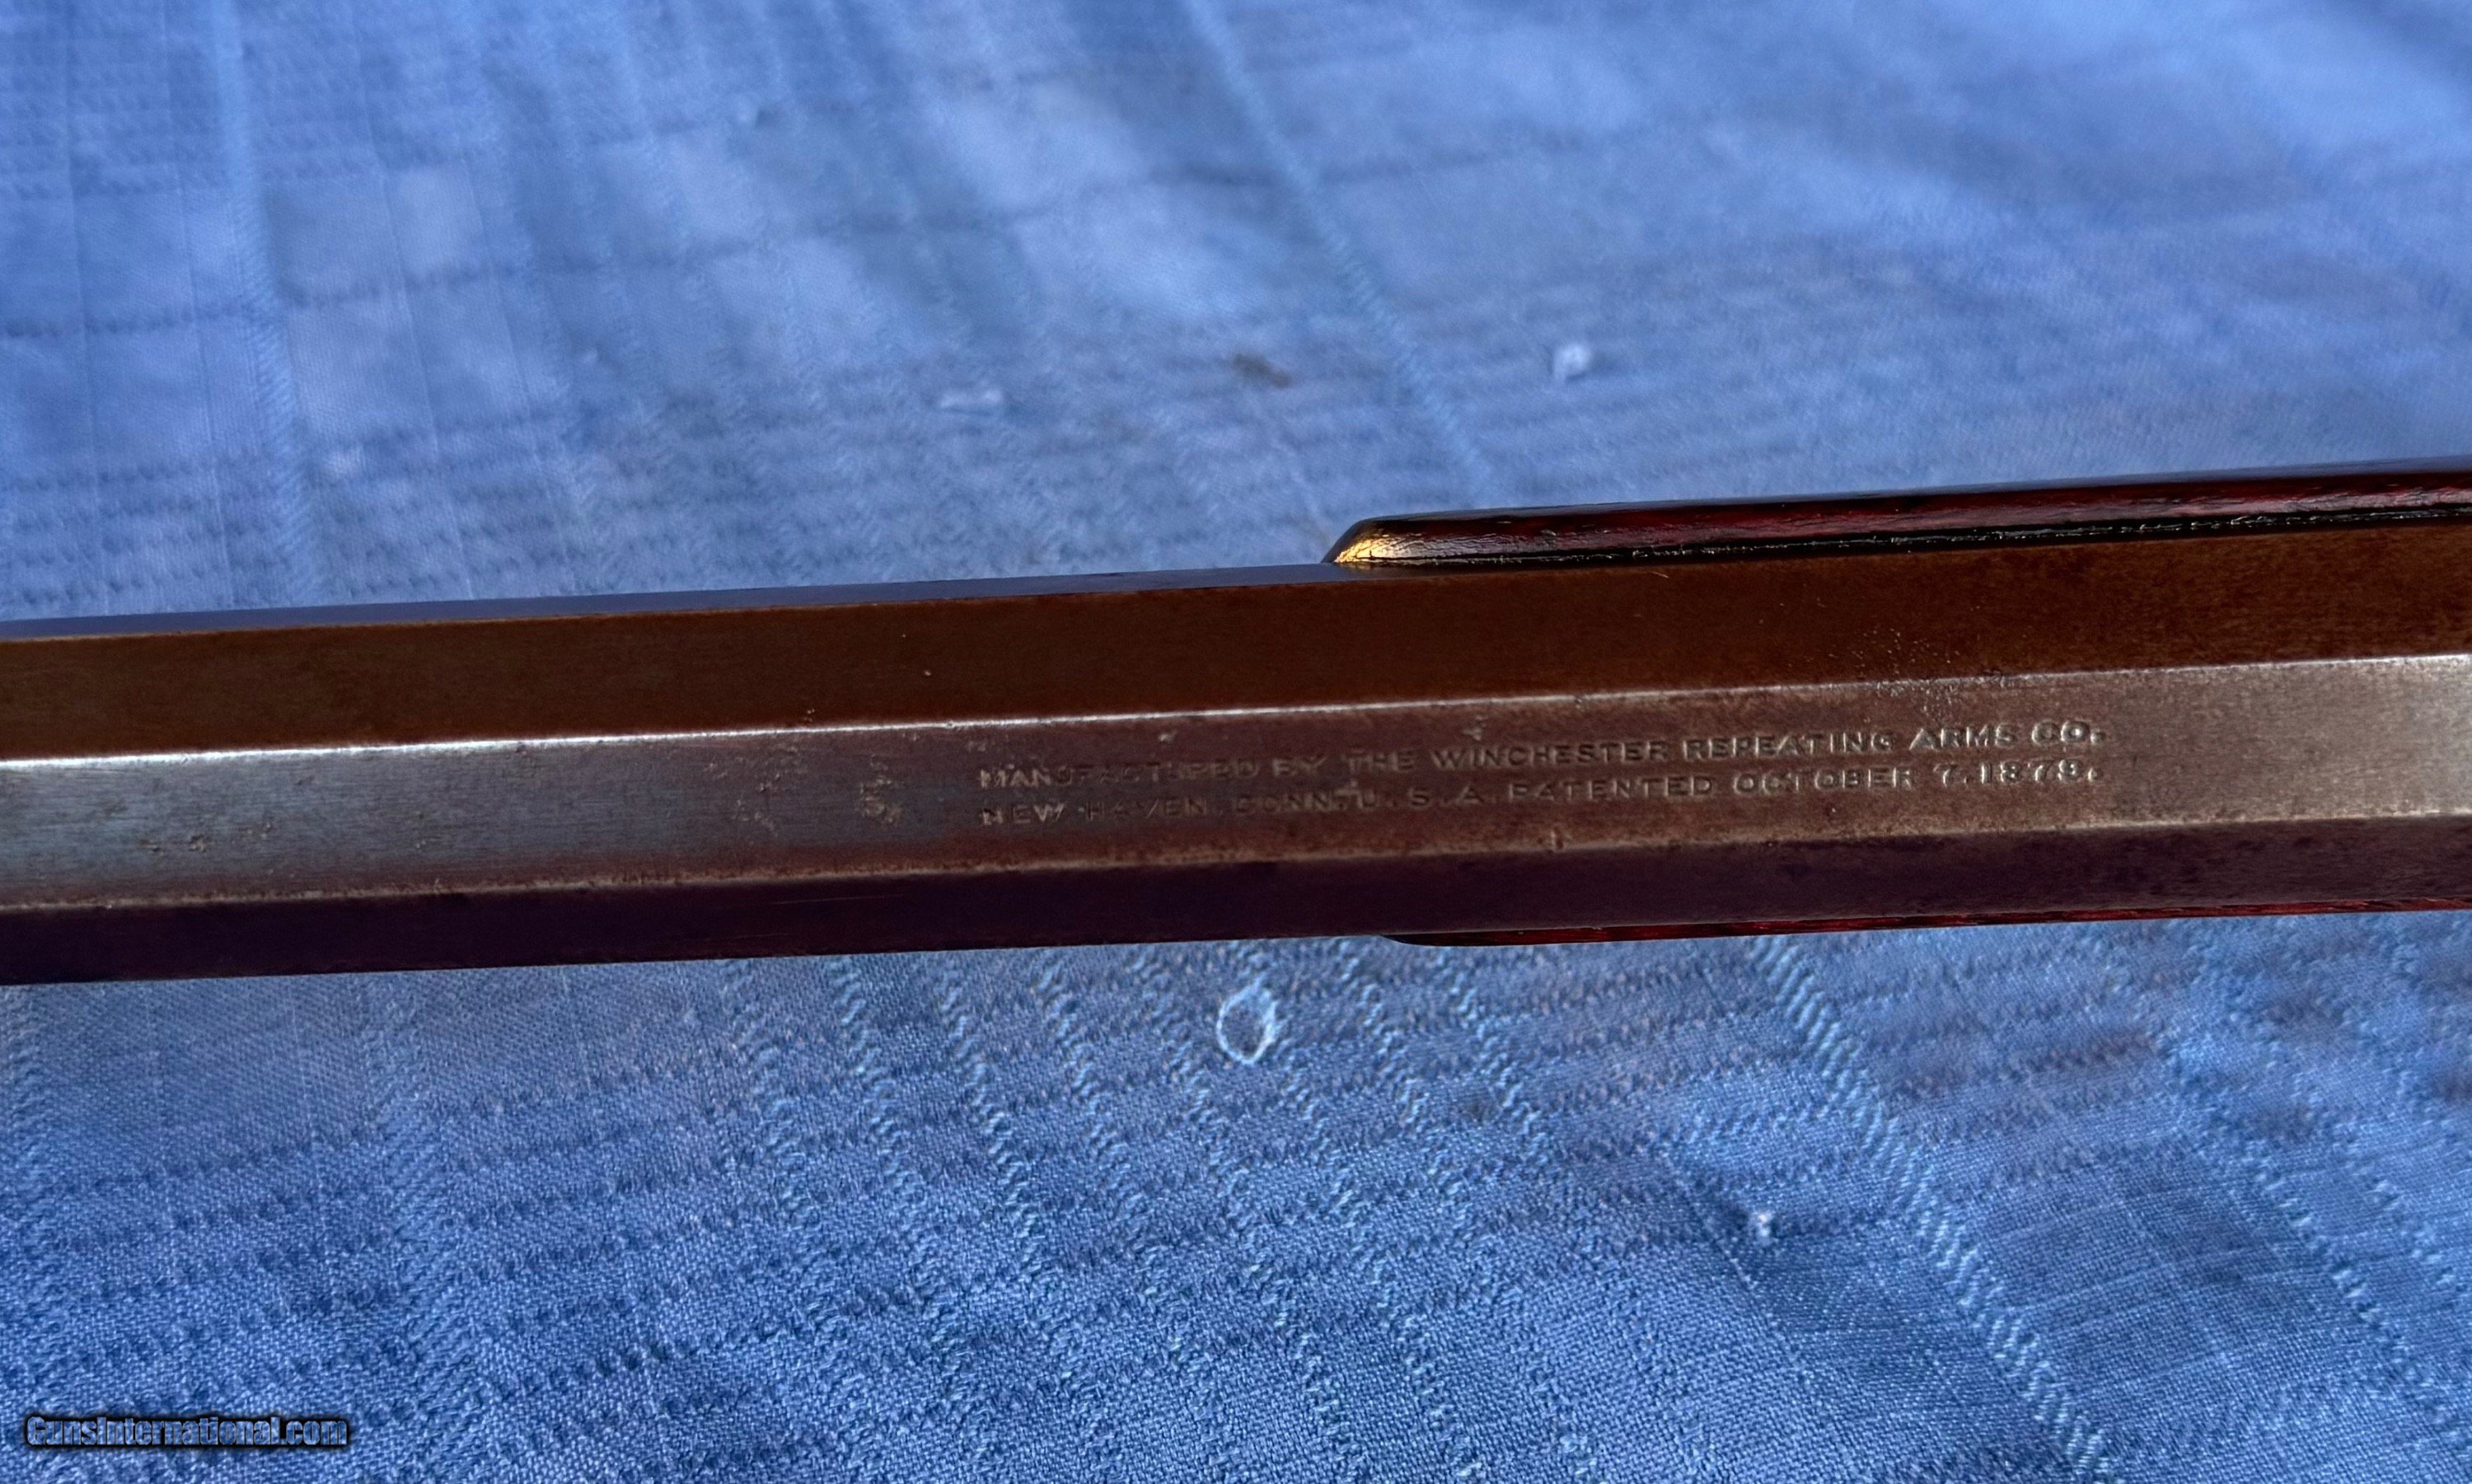 MANUFACTURED BY THE WINCHESTER REPEATING ARMS CO.
NEW HAVEN. CONN. U. S. A. PATENTED OCTOBER 7. 1879.
GunsInternational.com